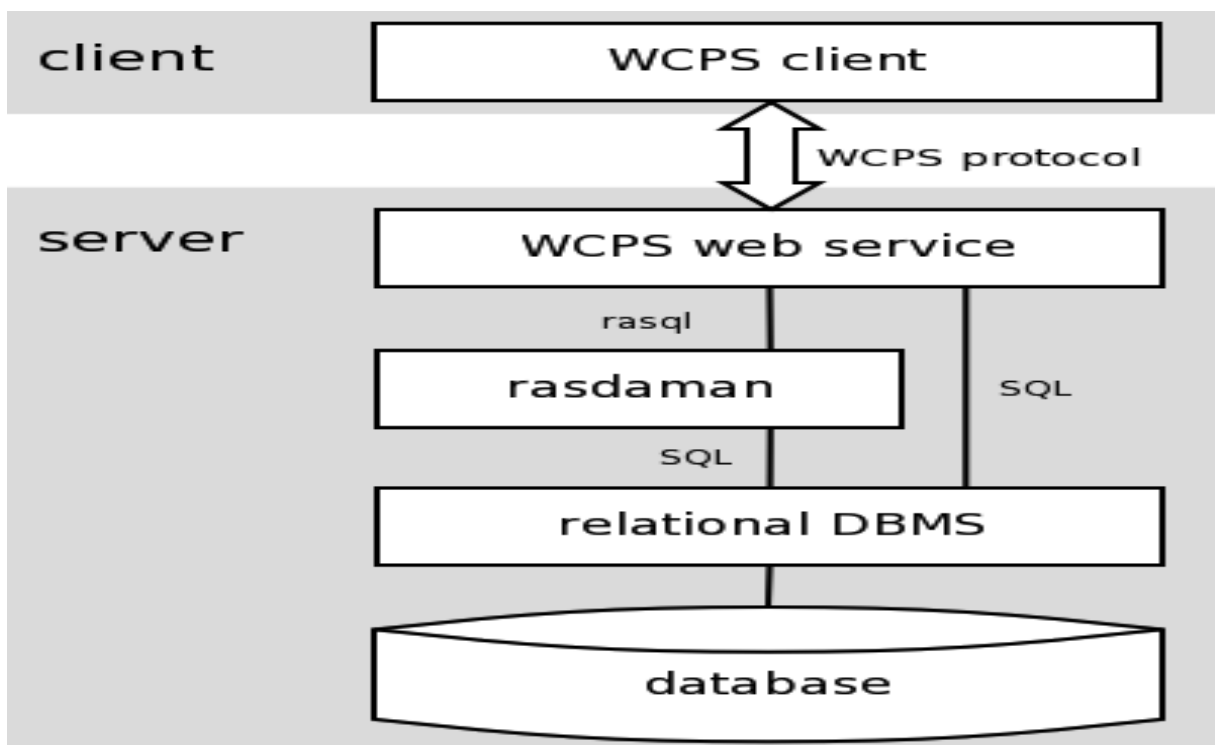 client
WCPS client
WCPS protocol
server
WCPS web service
rasql
rasdaman
SQL
SQL
relational DBMS
database